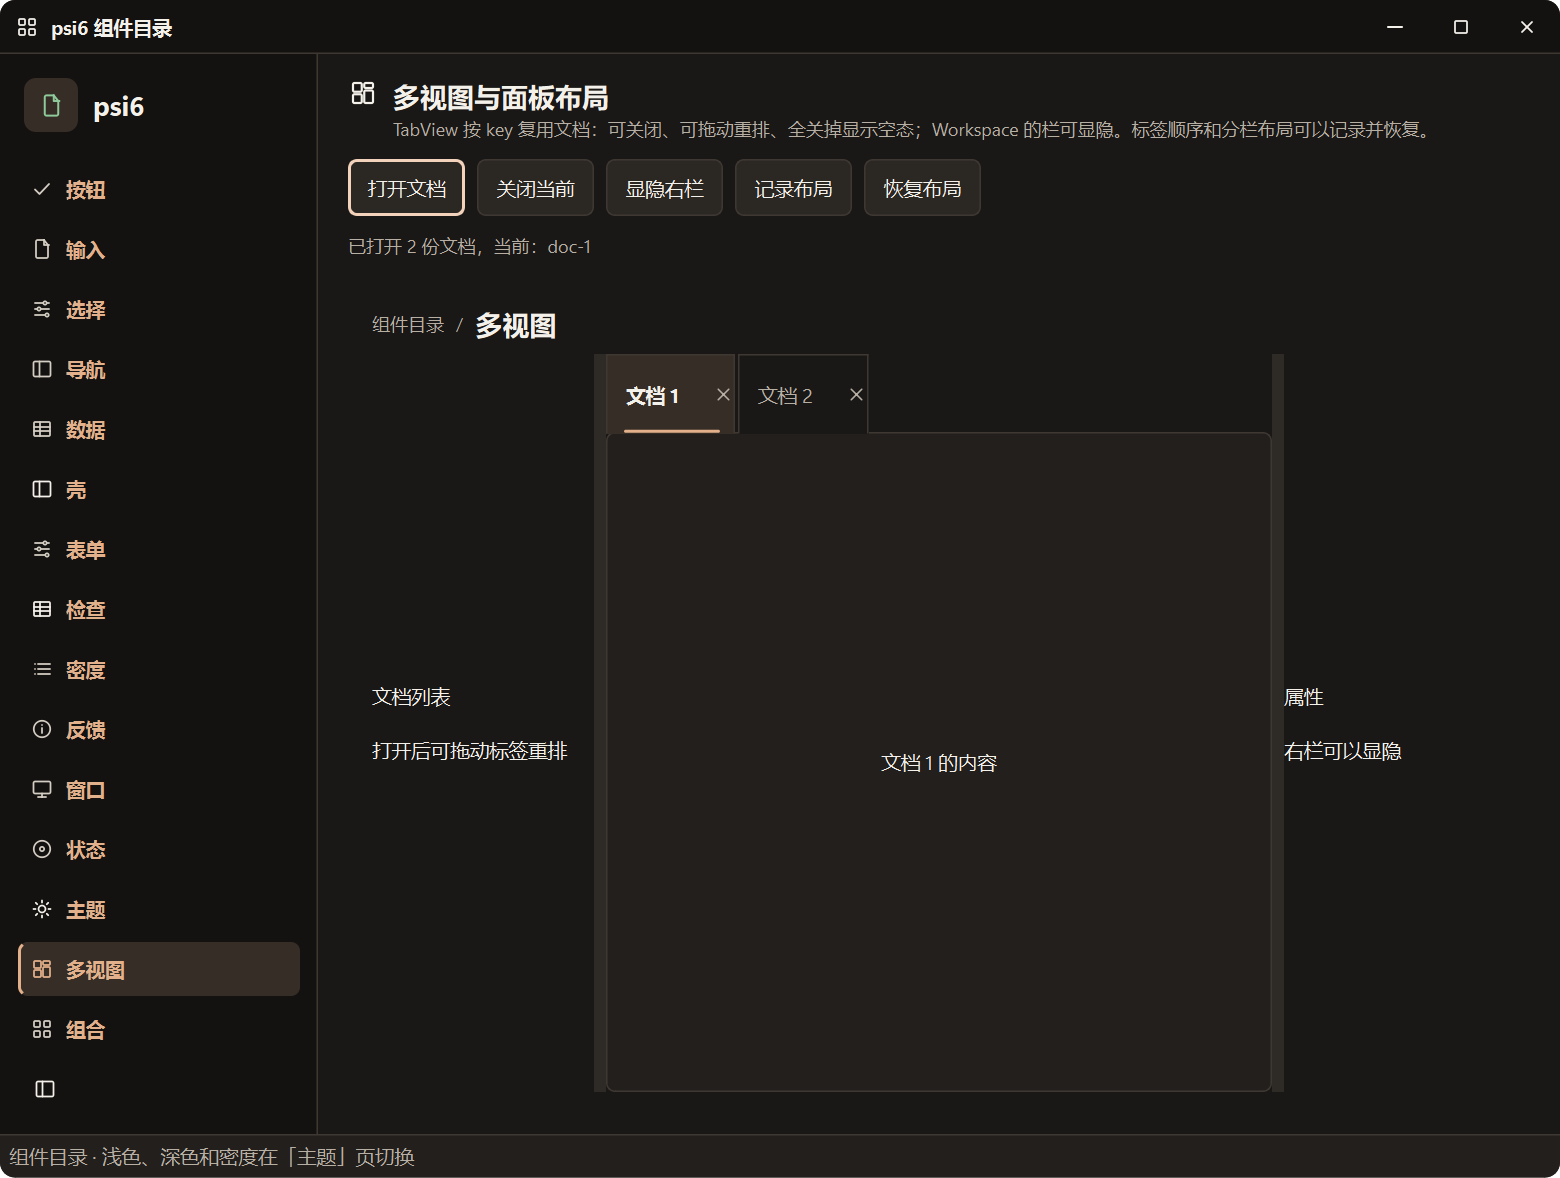 psi6 组件目录
psi6
按钮
输入
选择
导航
数据
壳
表单
检查
密度
反馈
窗口
状态
主题
多视图
组合
多视图与面板布局
TabView 按 key 复用文档：可关闭、可拖动重排、全关掉显示空态；Workspace 的栏可显隐。标签顺序和分栏布局可以记录并恢复。
打开文档 关闭当前 显隐右栏 记录布局 恢复布局
已打开 2 份文档，当前：doc-1
组件目录 / 多视图
文档 1 文档 2
文档列表
打开后可拖动标签重排
文档 1 的内容
属性
右栏可以显隐
组件目录 · 浅色、深色和密度在「主题」页切换